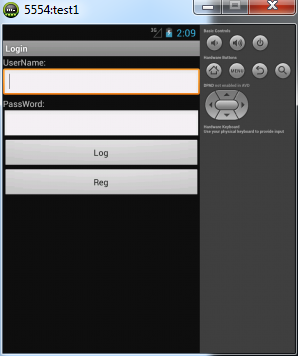 5554:test1
3G 2:09
Login
UserName:
PassWord:
Log
Reg
Basic Controls
Hardware Buttons
MENU
DPAD not enabled in AVD
Hardware Keyboard
Use your physical keyboard to provide input